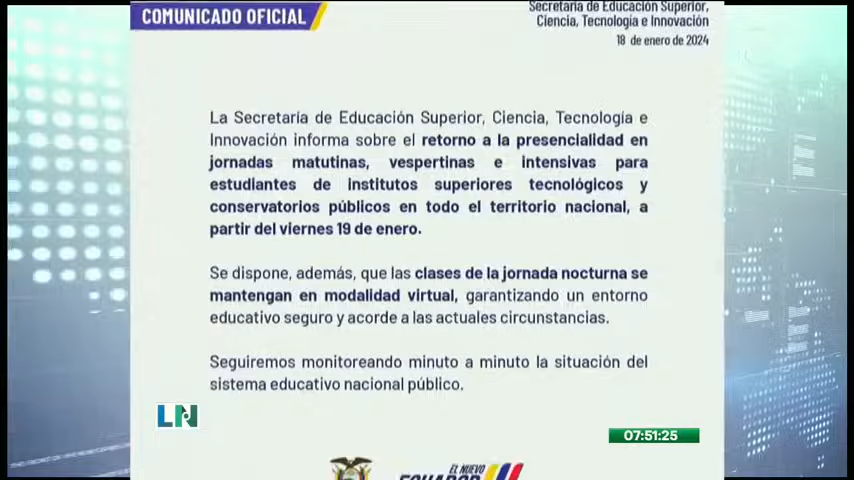 COMUNICADO OFICIAL
Secretaría de Educación Superior,
Ciencia, Tecnología e Innovación
18 de enero de 2024
La Secretaría de Educación Superior, Ciencia, Tecnología e
Innovación informa sobre el retorno a la presencialidad en
jornadas matutinas, vespertinas e intensivas para
estudiantes de institutos superiores tecnológicos y
conservatorios públicos en todo el territorio nacional, a
partir del viernes 19 de enero.
Se dispone, además, que las clases de la jornada nocturna se
mantengan en modalidad virtual, garantizando un entorno
educativo seguro y acorde a las actuales circunstancias.
Seguiremos monitoreando minuto a minuto la situación del
sistema educativo nacional público.
LN
07:51:25
EL NUEVO
ECUADOR